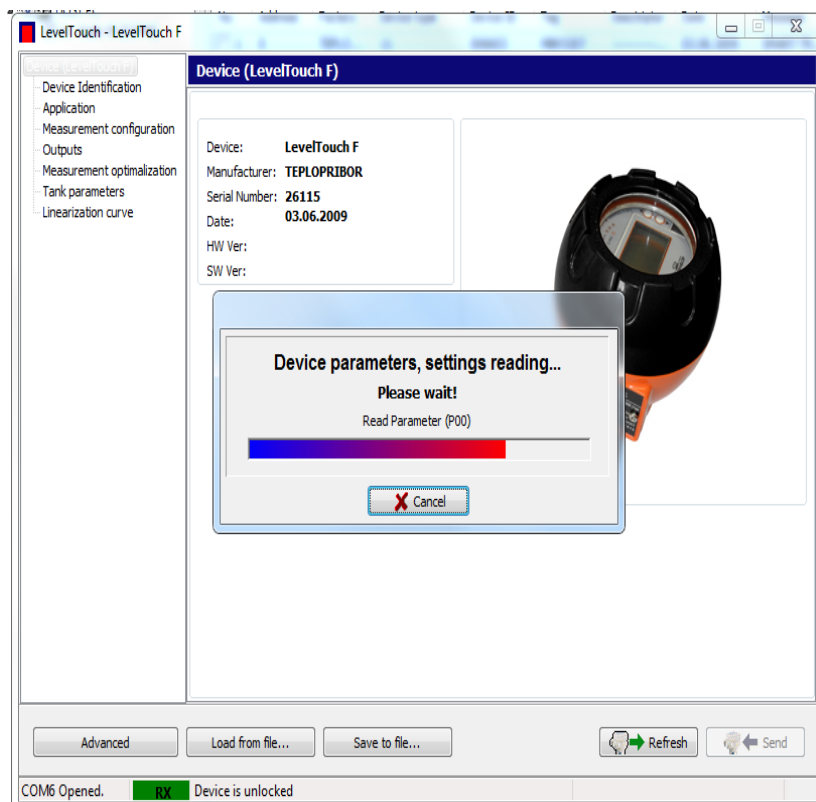 LevelTouch - LevelTouch F
Device (LevelTouch F)
Device Identification
Application
Measurement configuration
Outputs
Measurement optimalization
Tank parameters
Linearization curve
Device (LevelTouch F)
Device: LevelTouch F
Manufacturer: TEPLOPRIBOR
Serial Number: 26115
Date: 03.06.2009
HW Ver:
SW Ver:
Device parameters, settings reading...
Please wait!
Read Parameter (P00)
Cancel
Advanced
Load from file...
Save to file...
Refresh
Send
COM6 Opened.
RX
Device is unlocked